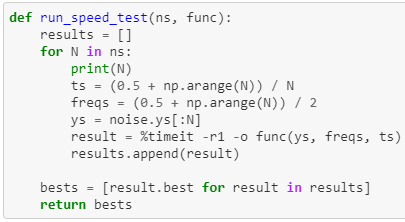 def run_speed_test(ns, func):
    results = []
    for N in ns:
        print(N)
        ts = (0.5 + np.arange(N)) / N
        freqs = (0.5 + np.arange(N)) / 2
        ys = noise.ys[:N]
        result = %timeit -r1 -o func(ys, freqs, ts)
        results.append(result)

    bests = [result.best for result in results]
    return bests